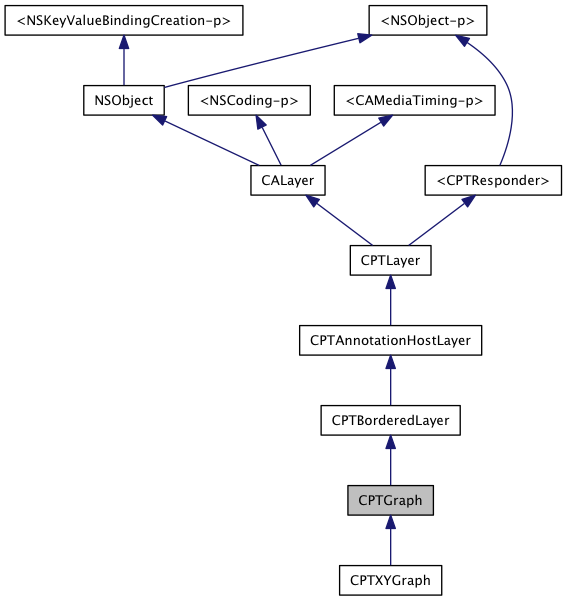 <NSKeyValueBindingCreation-p>
<NSObject-p>
NSObject
<NSCoding-p>
<CAMediaTiming-p>
CALayer
<CPTResponder>
CPTLayer
CPTAnnotationHostLayer
CPTBorderedLayer
CPTGraph
CPTXYGraph